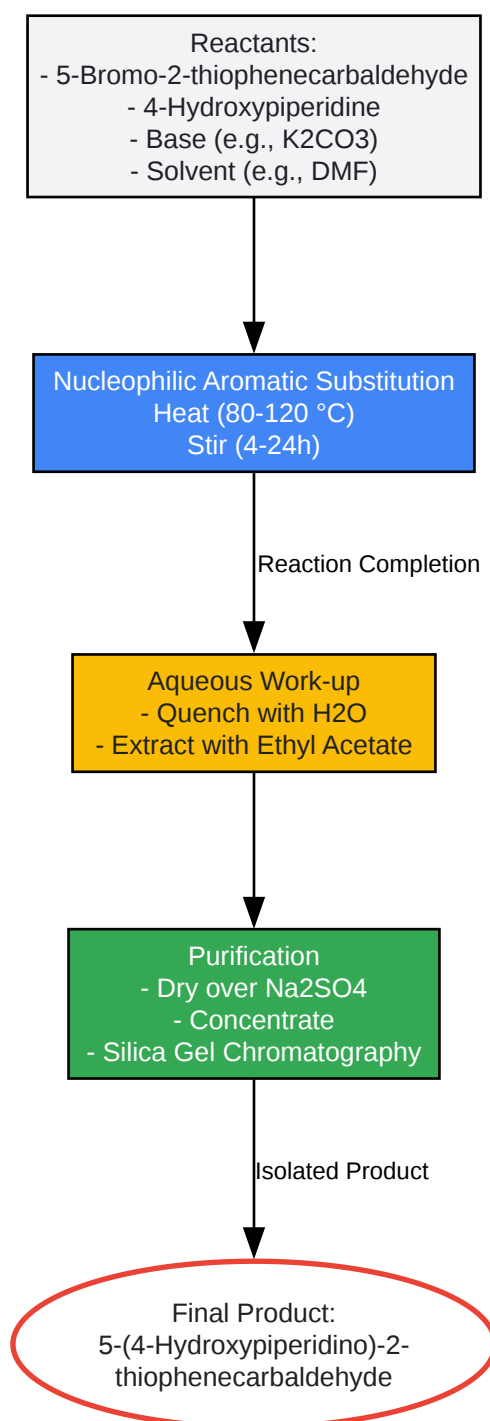 Reactants:
- 5-Bromo-2-thiophenecarbaldehyde
- 4-Hydroxypiperidine
- Base (e.g., K2CO3)
- Solvent (e.g., DMF)
Nucleophilic Aromatic Substitution
Heat (80-120 °C)
Stir (4-24h)
Reaction Completion
Aqueous Work-up
- Quench with H2O
- Extract with Ethyl Acetate
Purification
- Dry over Na2SO4
- Concentrate
- Silica Gel Chromatography
Isolated Product
Final Product:
5-(4-Hydroxypiperidino)-2-
thiophenecarbaldehyde